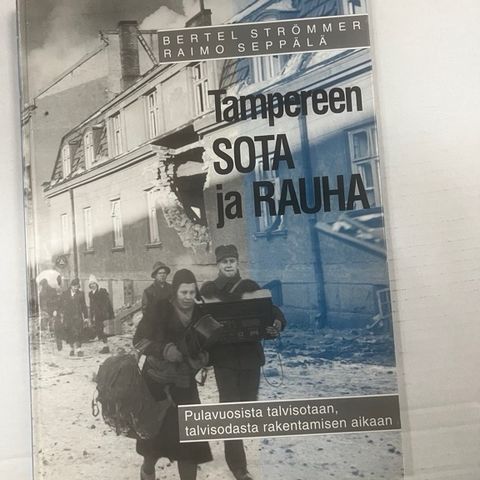 BERTEL STRÖMMER
RAIMO SEPPÄLÄ
Tampereen
SOTA
ja RAUHA
Pulavuosista talvisotaan,
talvisodasta rakentamisen aikaan